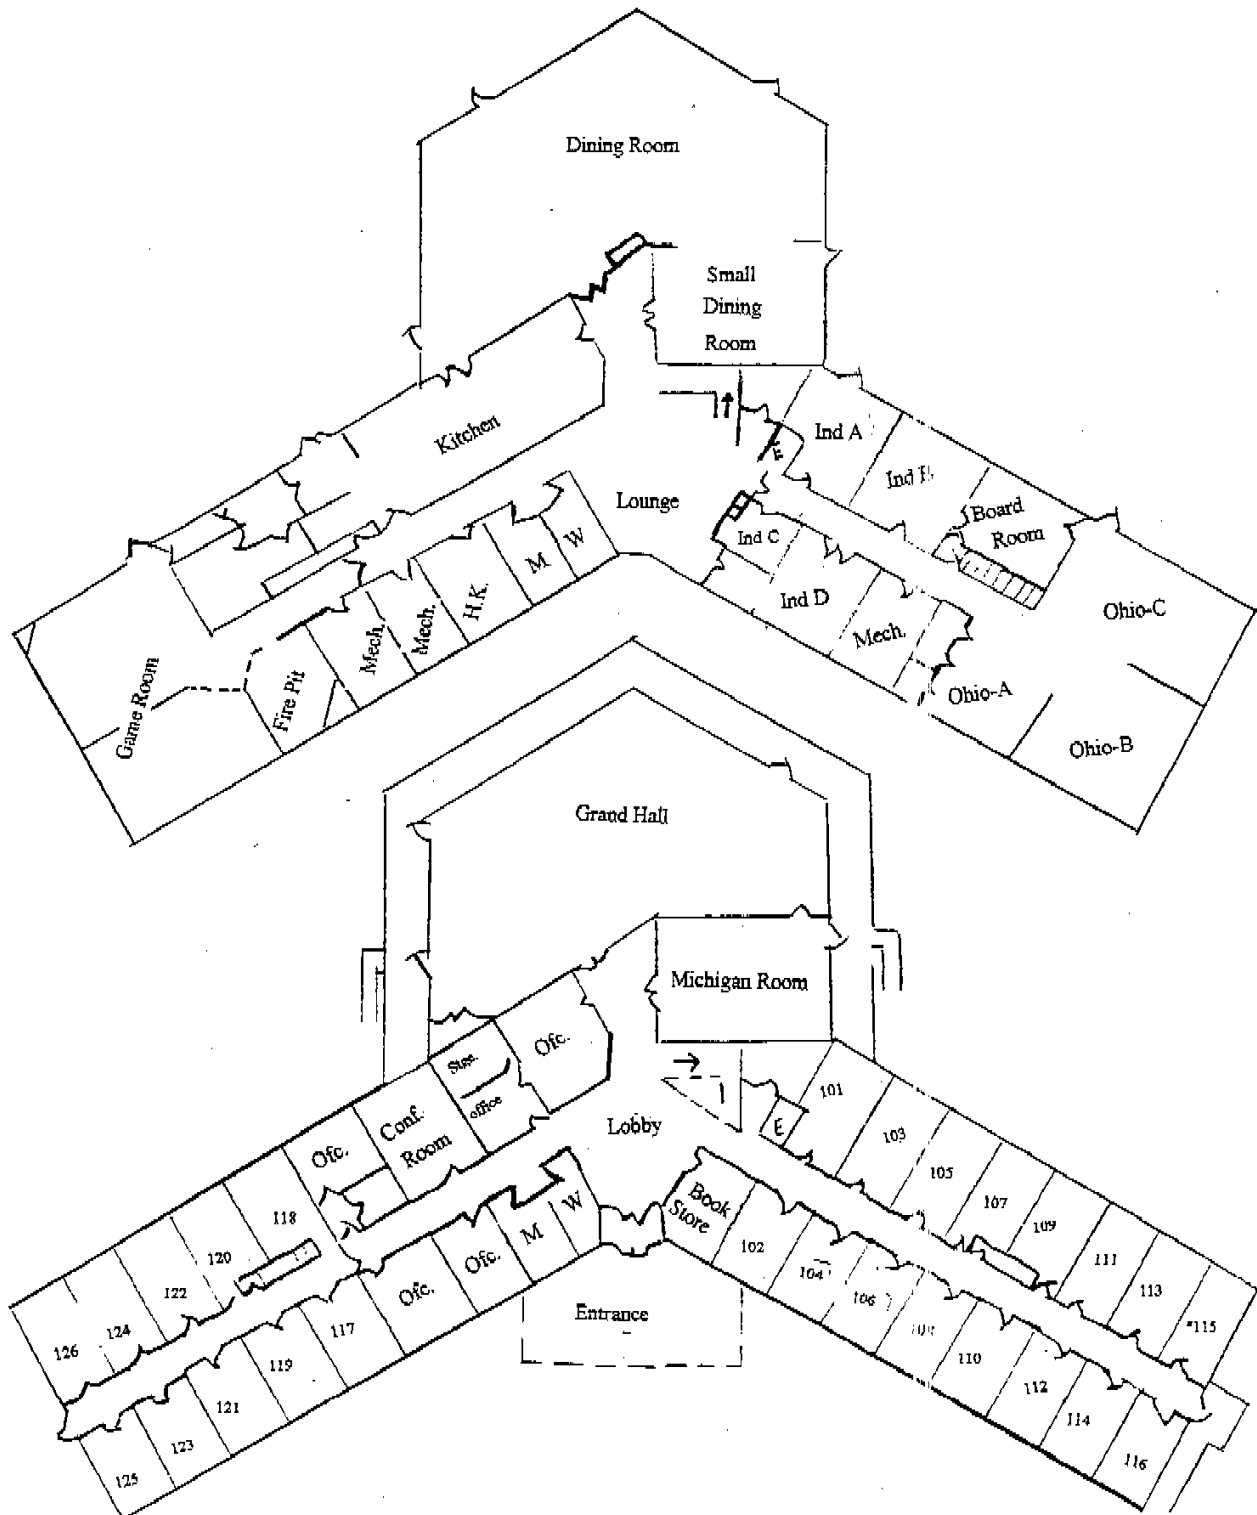 Dining Room
Small
Dining
Room
Kitchen
Ind A
Ind B
Board
Room
Lounge
Ind C
Ind D
Mech.
Ohio-C
Ohio-A
Ohio-B
W
M
H.K.
Mech.
Mech.
Fire Pit
Game Room
Grand Hall
Michigan Room
Ofc.
Stge.
office
Conf.
Room
Ofc.
Lobby
E
101
103
105
107
109
111
113
115
118
120
122
124
126
W
M
Ofc.
Ofc.
117
119
121
123
125
Entrance
Book
Store
102
104
106
108
110
112
114
116